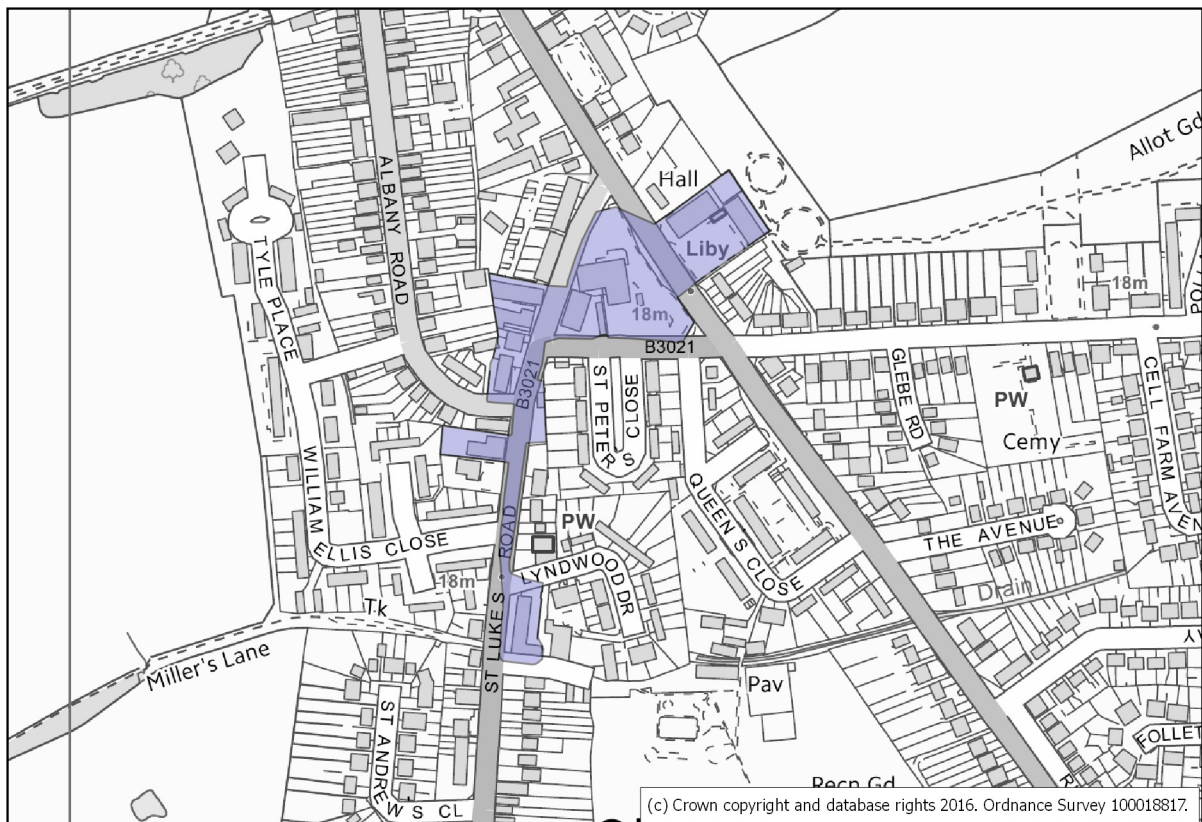 Allot Gd
Hall
ALBANY ROAD
Liby
TYLE PLACE
18m
18m
B3021
B3021
GLEBE RD
ST PETER S CLOSE
PW
Cemy
CELL FARM AVEN
WILLIAM ELLIS CLOSE
QUEEN S CLOSE
PW
THE AVENUE
ROAD
LYNDWOOD DR
18m
Drain
Tk
ST LUKE S
Miller's Lane
Pav
ST ANDREW S CL
FOLLET
Recn Gd
(c) Crown copyright and database rights 2016. Ordnance Survey 100018817.